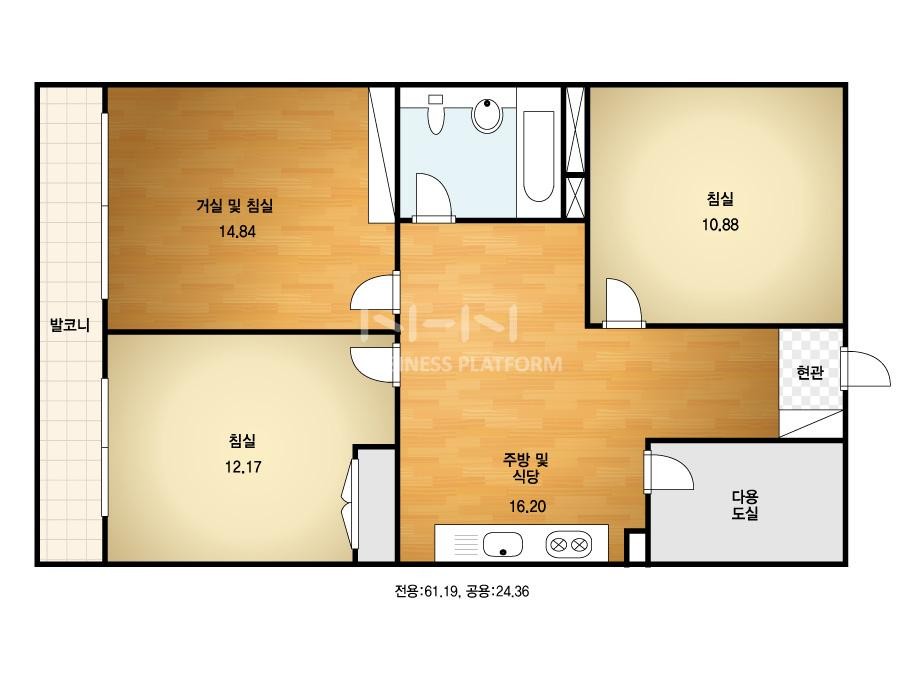 거실 및 침실
14.84
침실
10.88
발코니
N-N
BUSINESS PLATFORM
현관
침실
12.17
주방 및
식당
16.20
다용
도실
전용:61.19, 공용:24.36